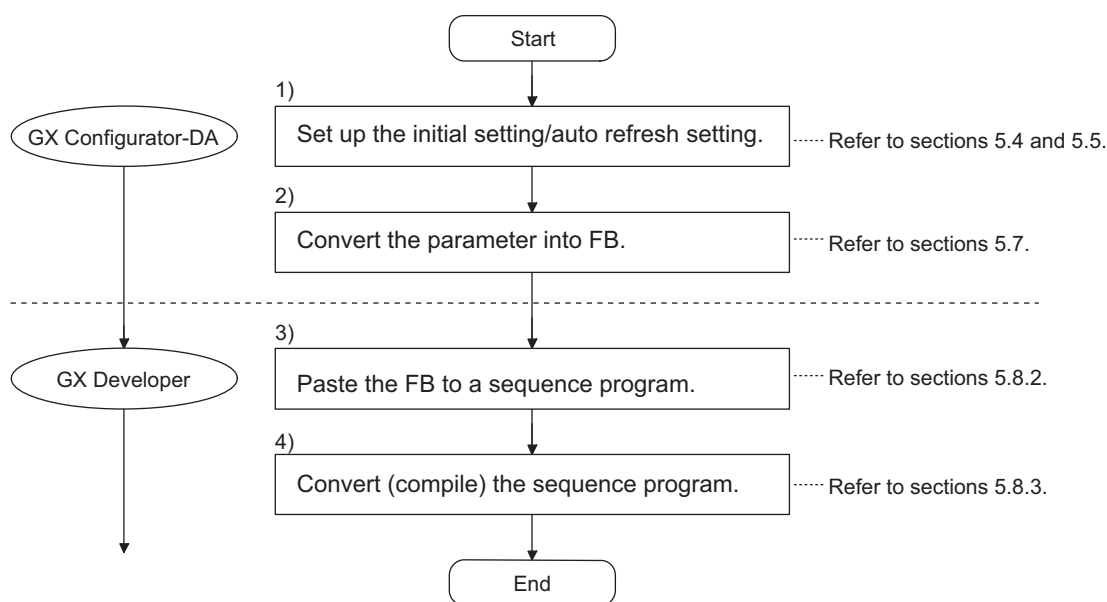 Start
1)
GX Configurator-DA
Set up the initial setting/auto refresh setting.
Refer to sections 5.4 and 5.5.
2)
Convert the parameter into FB.
Refer to sections 5.7.
3)
GX Developer
Paste the FB to a sequence program.
Refer to sections 5.8.2.
4)
Convert (compile) the sequence program.
Refer to sections 5.8.3.
End